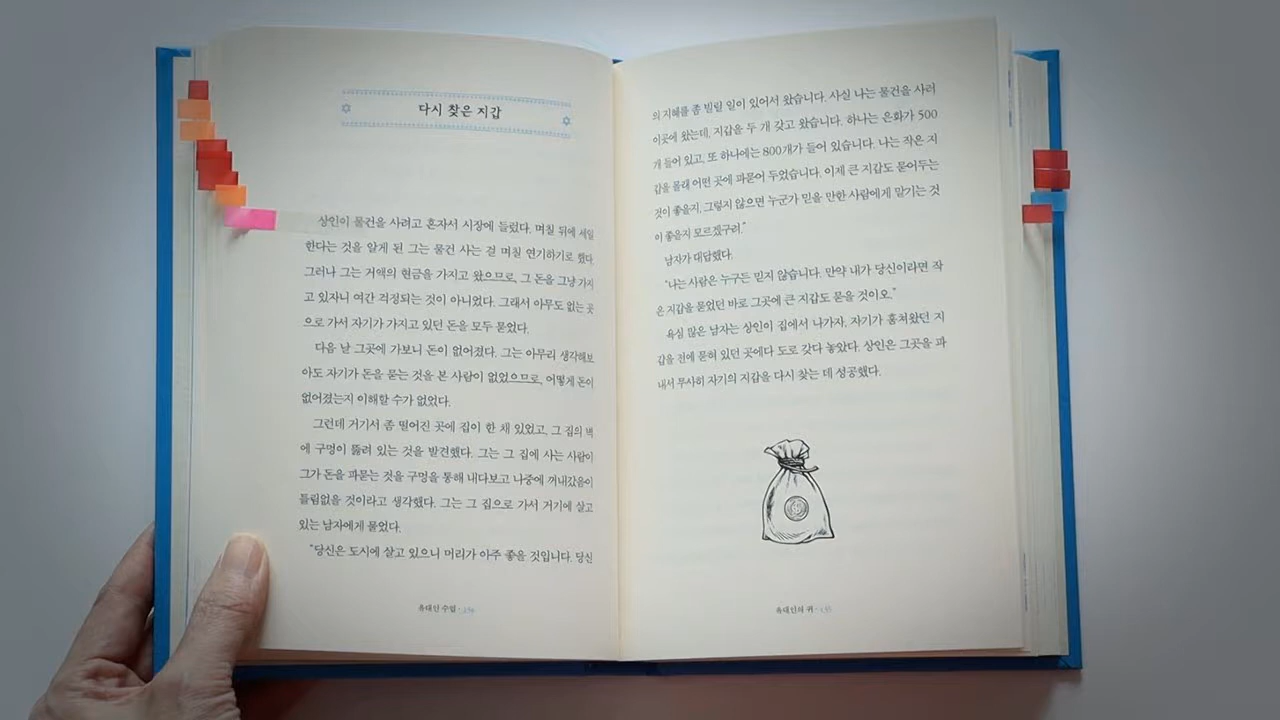 다시 찾은 지갑
상인이 물건을 사려고 혼자서 시장에 들렀다. 며칠 뒤에 세일
한다는 것을 알게 된 그는 물건 사는 걸 며칠 연기하기로 했다.
그러나 그는 거액의 현금을 가지고 왔으므로, 그 돈을 그냥 가지
고 있자니 여간 걱정되는 것이 아니었다. 그래서 아무도 없는 곳
으로 가서 자기가 가지고 있던 돈을 모두 묻었다.
다음 날 그곳에 가보니 돈이 없어졌다. 그는 아무리 생각해보
아도 자기가 돈을 묻는 것을 본 사람이 없었으므로, 어떻게 돈이
없어졌는지 이해할 수가 없었다.
그런데 거기서 좀 떨어진 곳에 집이 한 채 있었고, 그 집의 벽
에 구멍이 뚫려 있는 것을 발견했다. 그는 그 집에 사는 사람이
그가 돈을 파묻는 것을 구멍을 통해 내다보고 나중에 꺼내갔음이
틀림없을 것이라고 생각했다. 그는 그 집으로 가서 거기에 살고
있는 남자에게 물었다.
“당신은 도시에 살고 있으니 머리가 아주 좋을 것입니다. 당신
유대인 수업 ·
의 지혜를 좀 빌릴 일이 있어서 왔습니다. 사실 나는 물건을 사러
이곳에 왔는데, 지갑을 두 개 갖고 왔습니다. 하나는 은화가 500
개 들어 있고, 또 하나에는 800개가 들어 있습니다. 나는 작은 지
갑을 몰래 어떤 곳에 파묻어 두었습니다. 이제 큰 지갑도 묻어두는
것이 좋을지, 그렇지 않으면 누군가 믿을 만한 사람에게 맡기는 것
이 좋을지 모르겠구려.”
남자가 대답했다.
“나는 사람은 누구든 믿지 않습니다. 만약 내가 당신이라면 작
은 지갑을 묻었던 바로 그곳에 큰 지갑도 묻을 것이오.”
욕심 많은 남자는 상인이 집에서 나가자, 자기가 훔쳐왔던 지
갑을 전에 묻혀 있던 곳에다 도로 갖다 놓았다. 상인은 그곳을 파
내서 무사히 자기의 지갑을 다시 찾는 데 성공했다.
유대인의 귀 ·